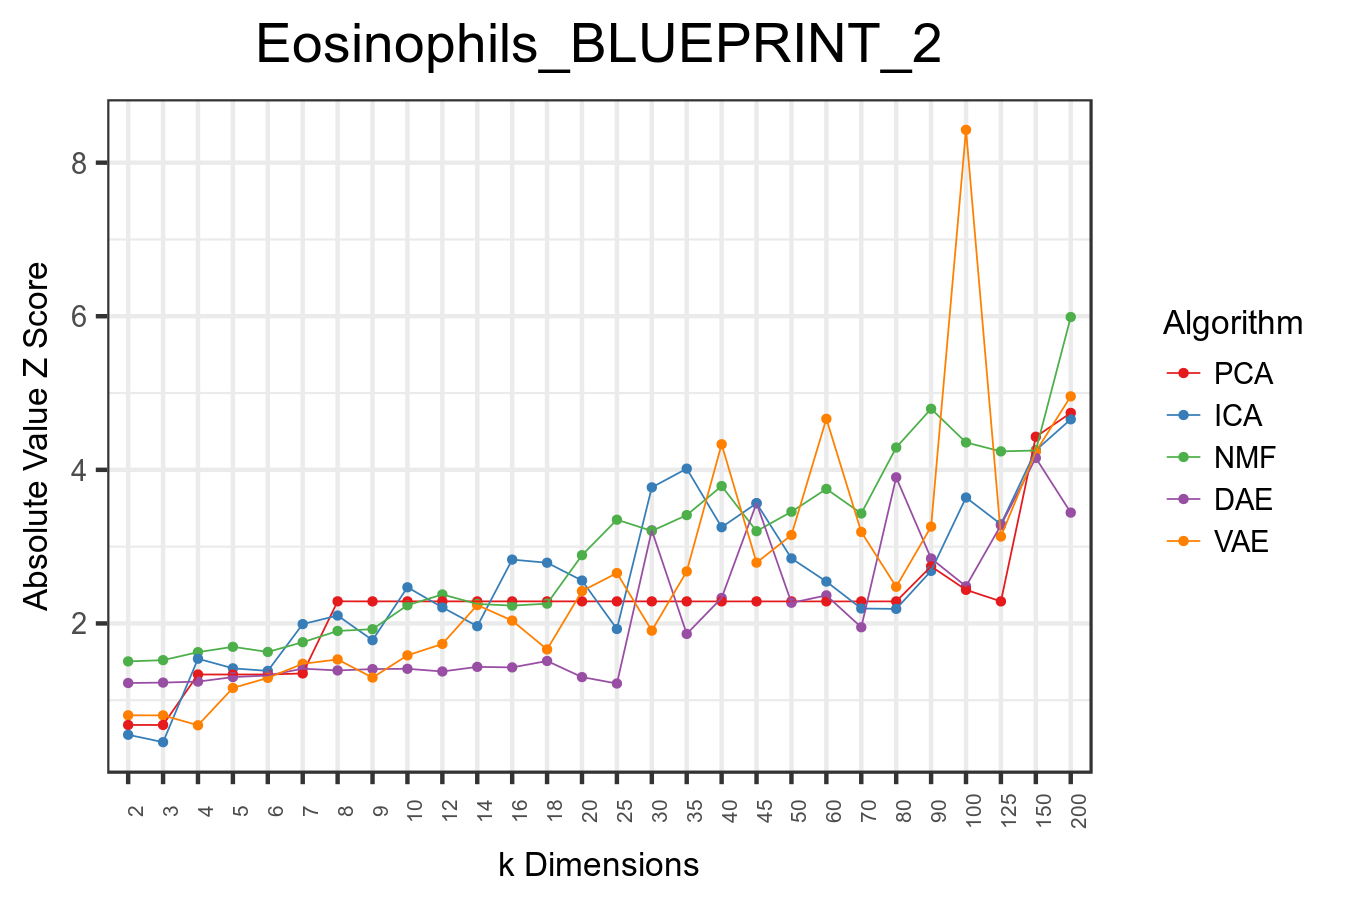 Eosinophils_BLUEPRINT_2
Absolute Value Z Score
8
6
4
2
2 3 4 5 6 7 8 9 10 12 14 16 18 20 25 30 35 40 45 50 60 70 80 90 100 125 150 200
k Dimensions
Algorithm
PCA
ICA
NMF
DAE
VAE